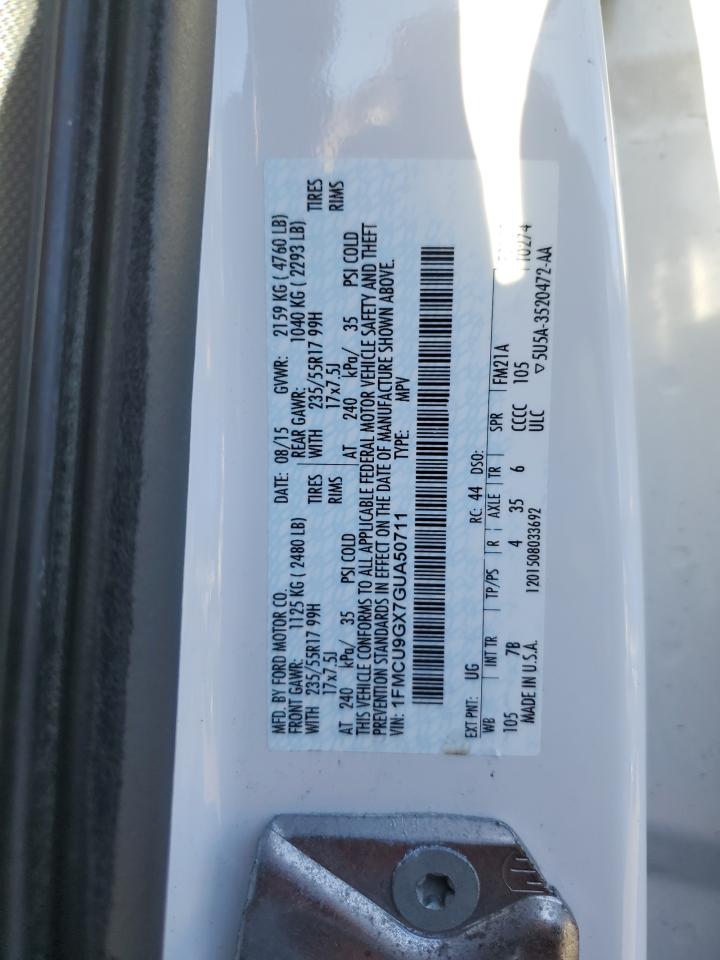 MFD. BY FORD MOTOR CO. DATE: 08/15 GVWR: 2159 KG ( 4760 LB)
FRONT GAWR: 1125 KG ( 2480 LB) REAR GAWR: 1040 KG ( 2293 LB)
WITH 235/55R17 99H TIRES WITH 235/55R17 99H TIRES
17x7.5J RIMS 17x7.5J RIMS
AT 240 kPa/ 35 PSI COLD AT 240 kPa/ 35 PSI COLD
THIS VEHICLE CONFORMS TO ALL APPLICABLE FEDERAL MOTOR VEHICLE SAFETY AND THEFT
PREVENTION STANDARDS IN EFFECT ON THE DATE OF MANUFACTURE SHOWN ABOVE.
VIN: 1FMCU9GX7GUA50711 TYPE: MPV
EXT PNT: UG RC: 44 DSO:
WB INT TR TP/PS R AXLE TR SPR FM21A
105 7B 4 35 6 CCCC 105
MADE IN U.S.A. 1201508033692 ULC ▽5U5A-3520472-AA